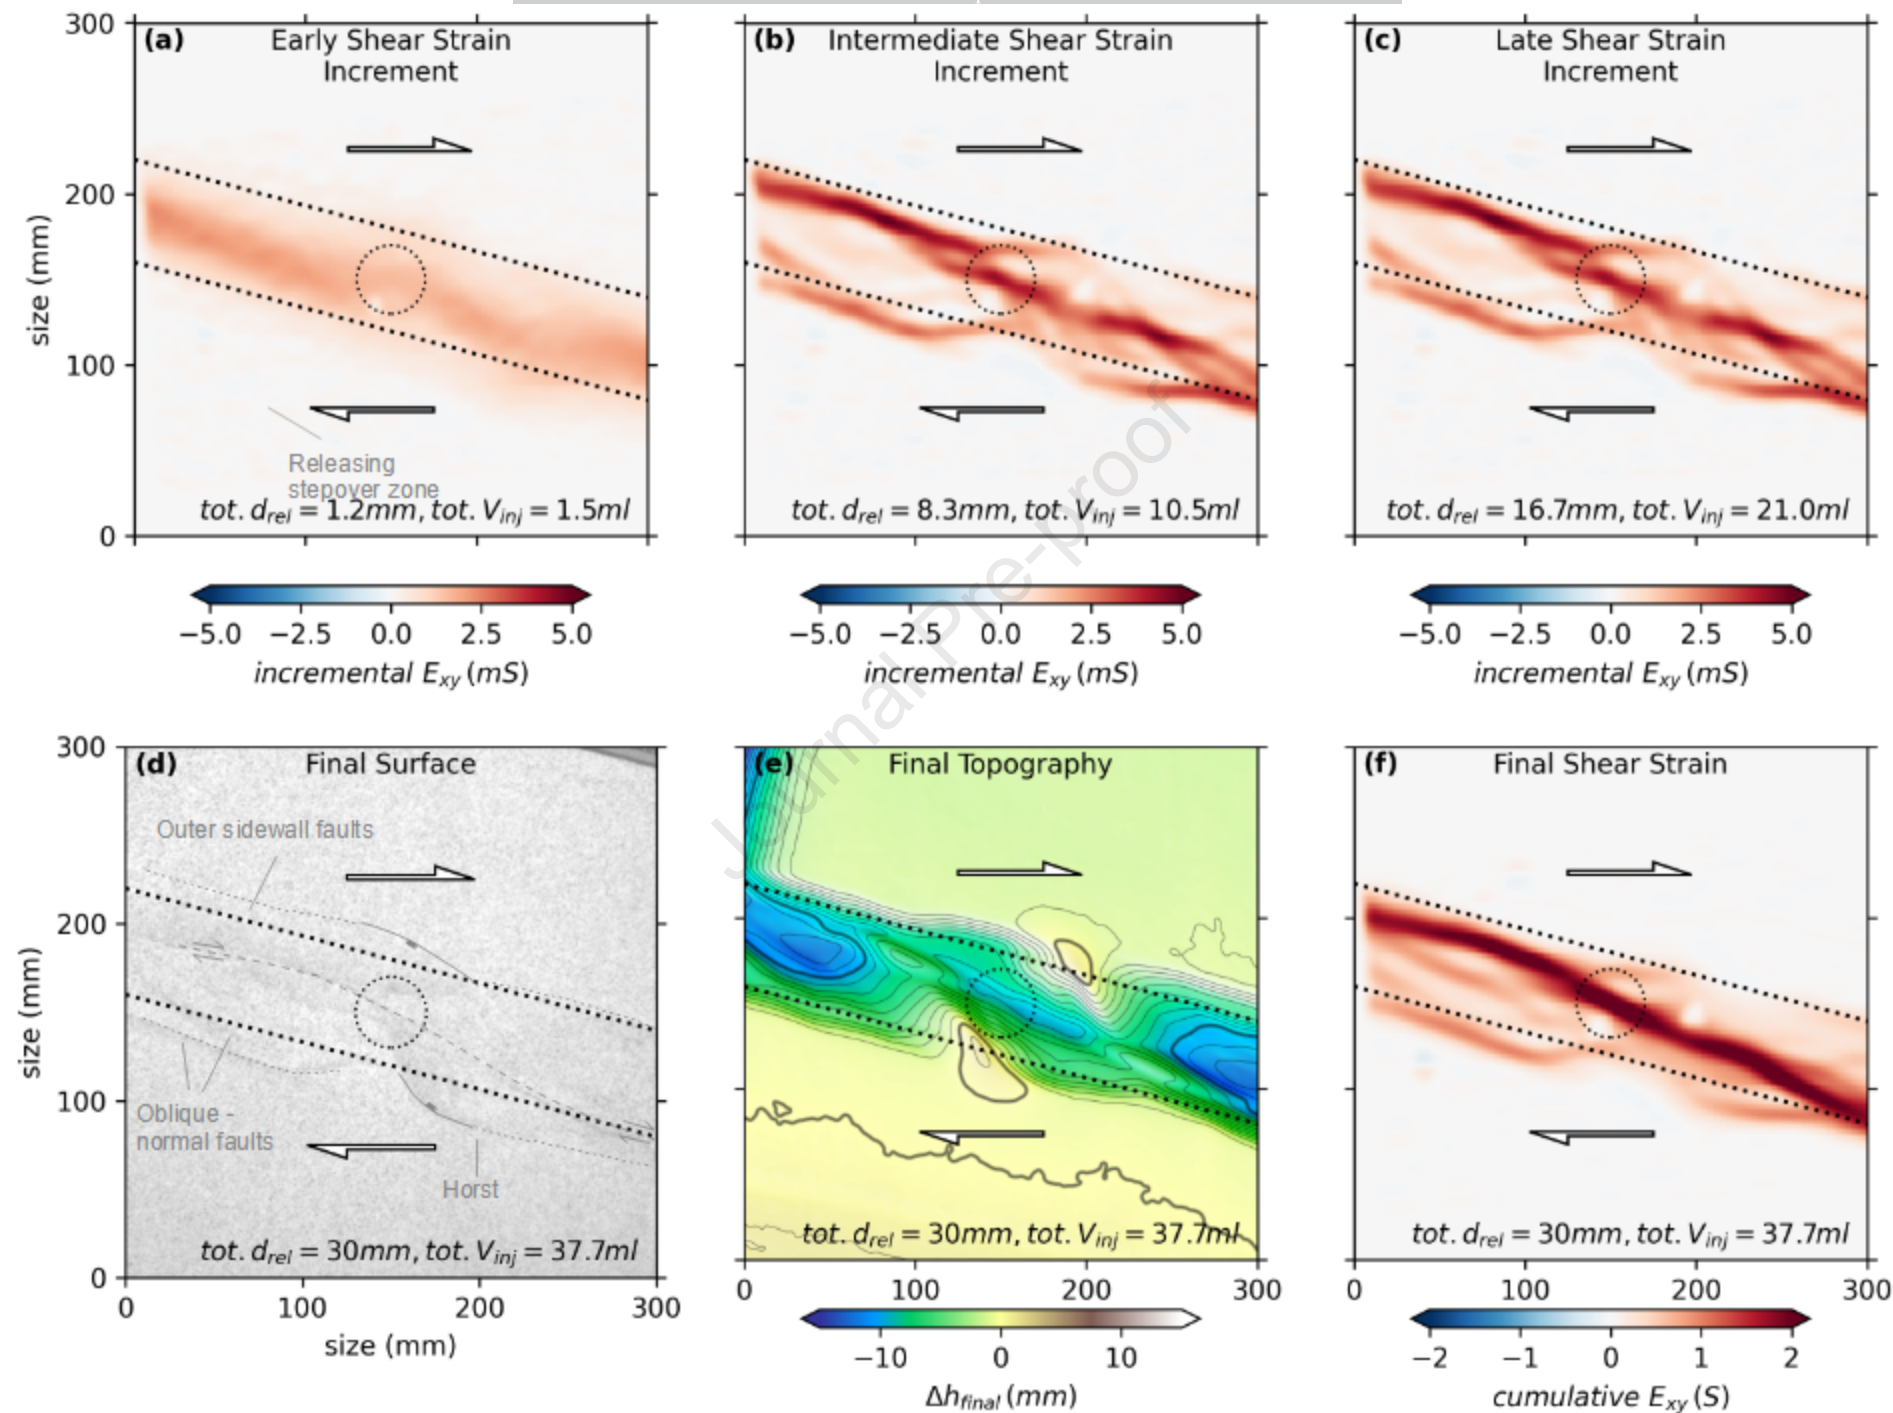 (a) Early Shear Strain
Increment
(b) Intermediate Shear Strain
Increment
(c) Late Shear Strain
Increment
300
200
100
0
size (mm)
Releasing
stepover zone
tot. d_rel = 1.2mm, tot. V_inj = 1.5ml
tot. d_rel = 8.3mm, tot. V_inj = 10.5ml
tot. d_rel = 16.7mm, tot. V_inj = 21.0ml
−5.0 −2.5 0.0 2.5 5.0
incremental E_xy (mS)
−5.0 −2.5 0.0 2.5 5.0
incremental E_xy (mS)
−5.0 −2.5 0.0 2.5 5.0
incremental E_xy (mS)
Journal Pre-proof
(d) Final Surface
300
200
100
0
size (mm)
Outer sidewall faults
Oblique -
normal faults
Horst
tot. d_rel = 30mm, tot. V_inj = 37.7ml
0 100 200 300
size (mm)
(e) Final Topography
tot. d_rel = 30mm, tot. V_inj = 37.7ml
0 100 200 300
−10 0 10
Δh_final (mm)
(f) Final Shear Strain
tot. d_rel = 30mm, tot. V_inj = 37.7ml
0 100 200 300
−2 −1 0 1 2
cumulative E_xy (S)